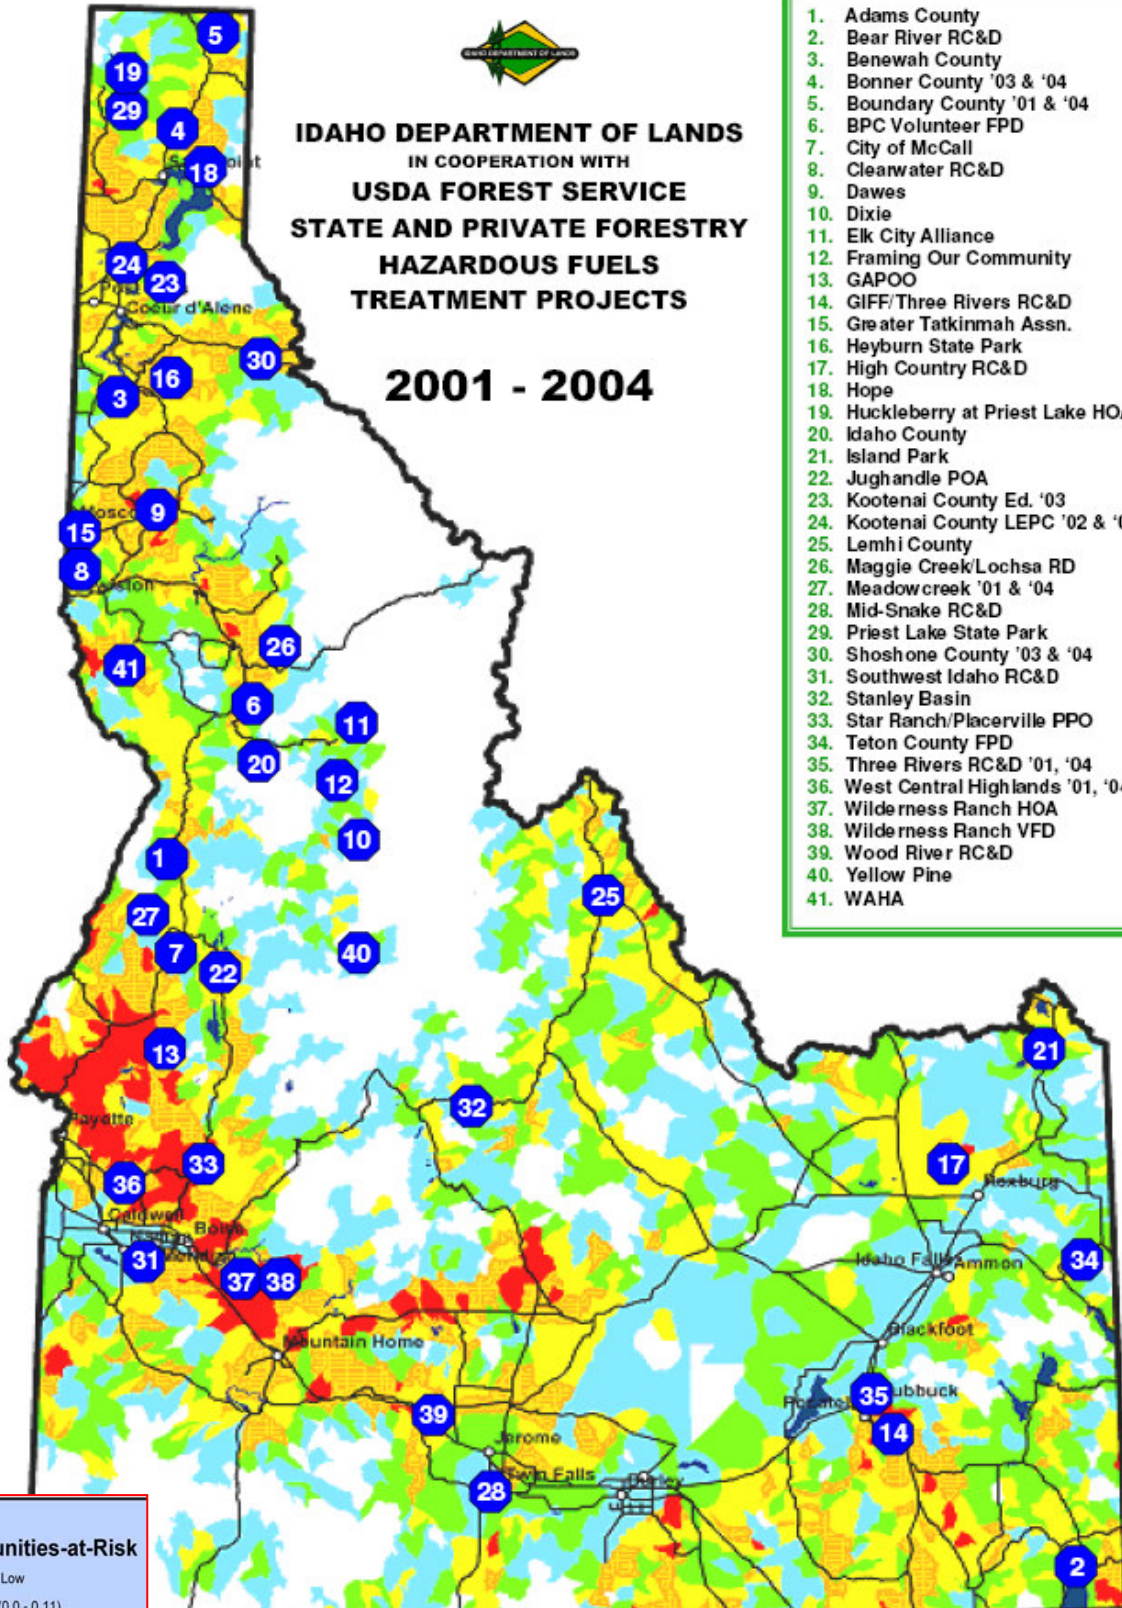 IDAHO DEPARTMENT OF LANDS
IDAHO DEPARTMENT OF LANDS
IN COOPERATION WITH
USDA FOREST SERVICE
STATE AND PRIVATE FORESTRY
HAZARDOUS FUELS
TREATMENT PROJECTS
2001 - 2004
1. Adams County
2. Bear River RC&D
3. Benewah County
4. Bonner County '03 & '04
5. Boundary County '01 & '04
6. BPC Volunteer FPD
7. City of McCall
8. Clearwater RC&D
9. Dawes
10. Dixie
11. Elk City Alliance
12. Framing Our Community
13. GAPOO
14. GIFF/Three Rivers RC&D
15. Greater Tatkinmah Assn.
16. Heyburn State Park
17. High Country RC&D
18. Hope
19. Huckleberry at Priest Lake
20. Idaho County
21. Island Park
22. Jughandle POA
23. Kootenai County Ed. '03
24. Kootenai County LEPC '02 &
25. Lemhi County
26. Maggie Creek/Lochsa RD
27. Meadowcreek '01 & '04
28. Mid-Snake RC&D
29. Priest Lake State Park
30. Shoshone County '03 & '04
31. Southwest Idaho RC&D
32. Stanley Basin
33. Star Ranch/Placerville PPO
34. Teton County FPD
35. Three Rivers RC&D '01, '04
36. West Central Highlands '01,
37. Wilderness Ranch HOA
38. Wilderness Ranch VFD
39. Wood River RC&D
40. Yellow Pine
41. WAHA
5
19
29
4
18
24
23
Coeur d'Alene
30
16
3
9
15
8
26
41
6
11
20
12
10
1
25
27
7
40
22
13
21
32
Payette
33
17
36
Rexburg
Caldwell
Boise
31
34
Idaho Falls
Ammon
37
38
Blackfoot
Mountain Home
35
39
14
Jerome
28
Twin Falls
Burley
2
Low